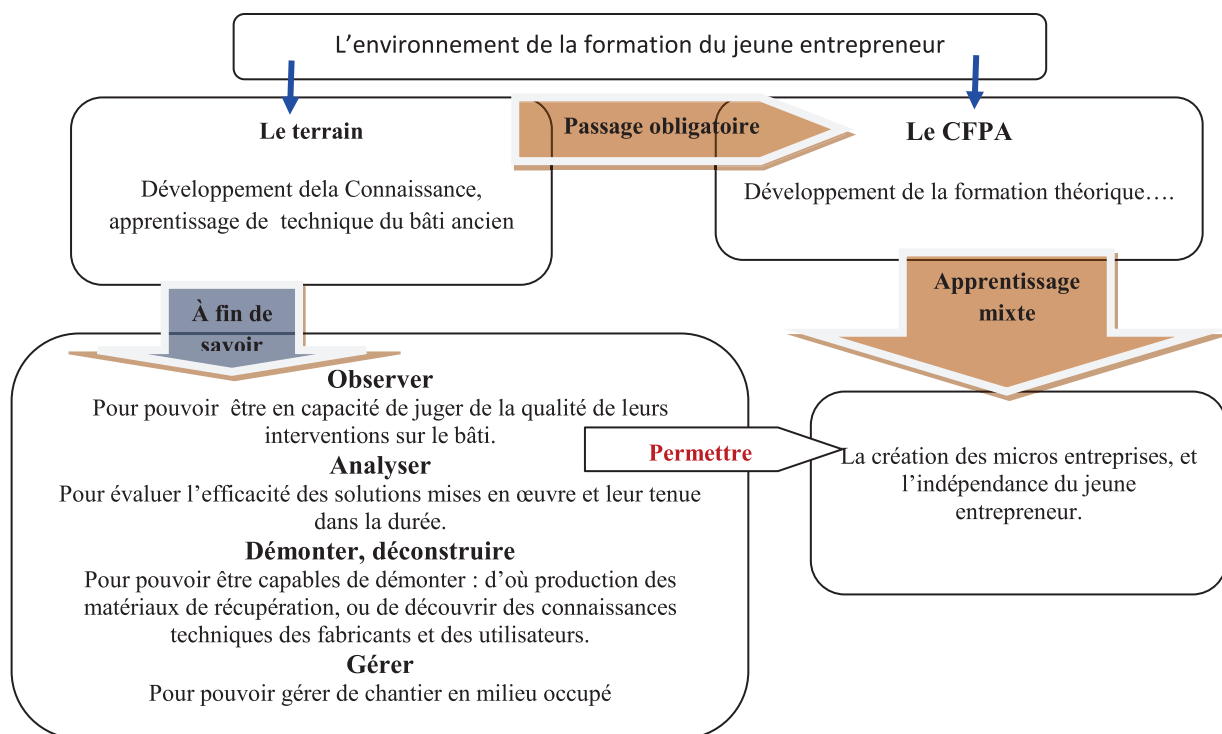 L'environnement de la formation du jeune entrepreneur
Le terrain
Développement dela Connaissance,
apprentissage de technique du bâti ancien
Passage obligatoire
Le CFPA
Développement de la formation théorique….
À fin de
savoir
Apprentissage
mixte
Observer
Pour pouvoir être en capacité de juger de la qualité de leurs
interventions sur le bâti.
Analyser
Pour évaluer l'efficacité des solutions mises en œuvre et leur tenue
dans la durée.
Démonter, déconstruire
Pour pouvoir être capables de démonter : d'où production des
matériaux de récupération, ou de découvrir des connaissances
techniques des fabricants et des utilisateurs.
Gérer
Pour pouvoir gérer de chantier en milieu occupé
Permettre
La création des micros entreprises, et
l'indépendance du jeune
entrepreneur.